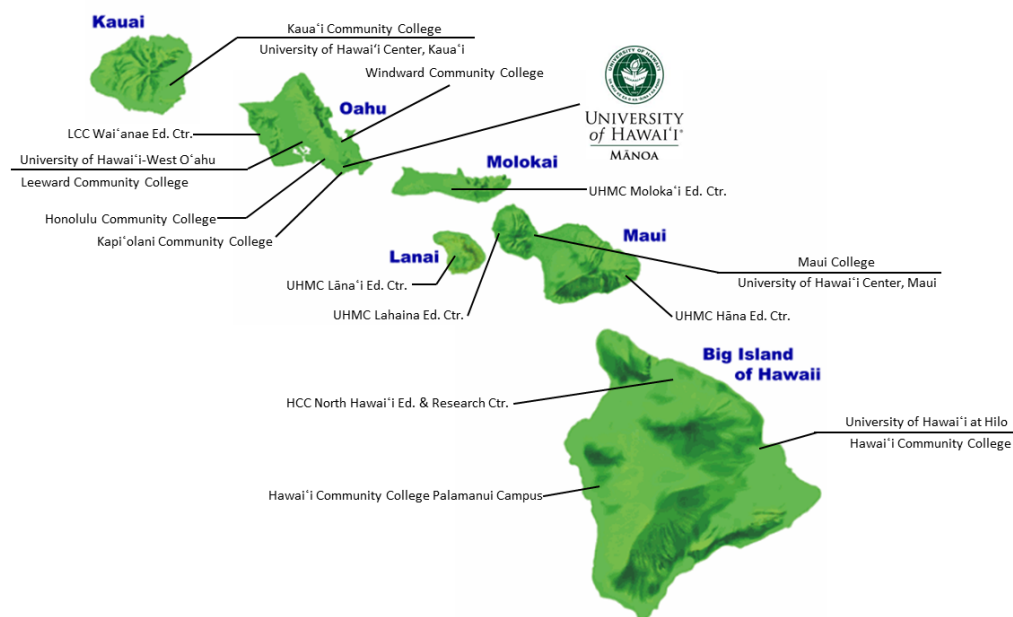 Kauai
Kauaʻi Community College
University of Hawaiʻi Center, Kauaʻi
Windward Community College
UNIVERSITY OF HAWAIʻI
UNIVERSITY
of HAWAIʻI®
MĀNOA
Oahu
LCC Waiʻanae Ed. Ctr.
University of Hawaiʻi-West Oʻahu
Leeward Community College
Honolulu Community College
Kapiʻolani Community College
Molokai
UHMC Molokaʻi Ed. Ctr.
Lanai
UHMC Lānaʻi Ed. Ctr.
UHMC Lahaina Ed. Ctr.
Maui
Maui College
University of Hawaiʻi Center, Maui
UHMC Hāna Ed. Ctr.
Big Island
of Hawaii
HCC North Hawaiʻi Ed. & Research Ctr.
University of Hawaiʻi at Hilo
Hawaiʻi Community College
Hawaiʻi Community College Palamanui Campus